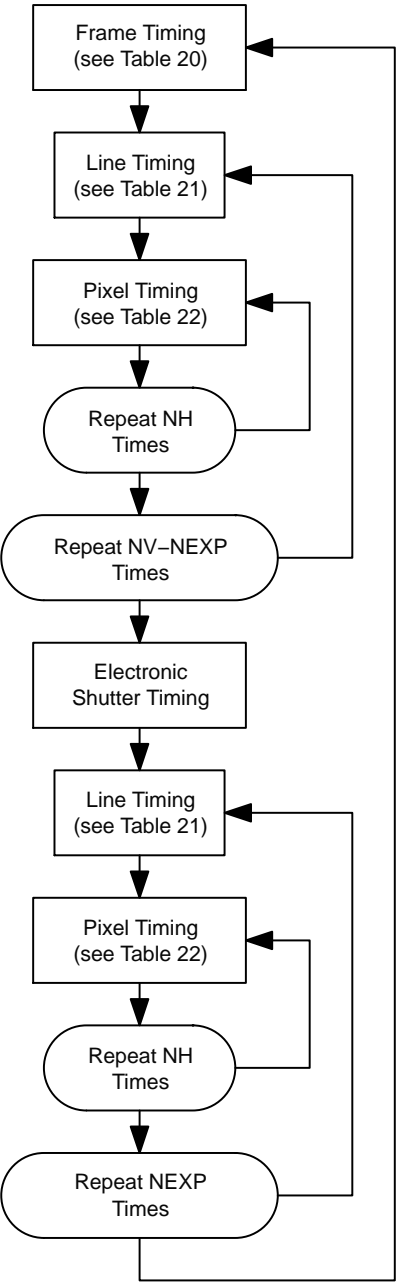 Frame Timing
(see Table 20)
Line Timing
(see Table 21)
Pixel Timing
(see Table 22)
Repeat NH
Times
Repeat NV−NEXP
Times
Electronic
Shutter Timing
Line Timing
(see Table 21)
Pixel Timing
(see Table 22)
Repeat NH
Times
Repeat NEXP
Times